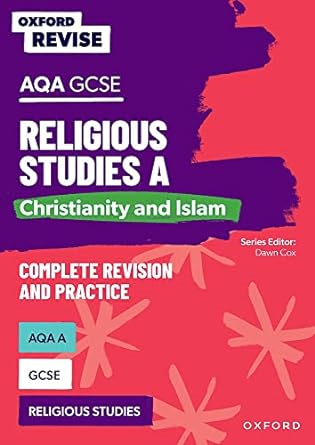 OXFORD
REVISE
AQA GCSE
RELIGIOUS
STUDIES A
Christianity and Islam
Series Editor:
Dawn Cox
COMPLETE REVISION
AND PRACTICE
AQA A
GCSE
RELIGIOUS STUDIES
OXFORD